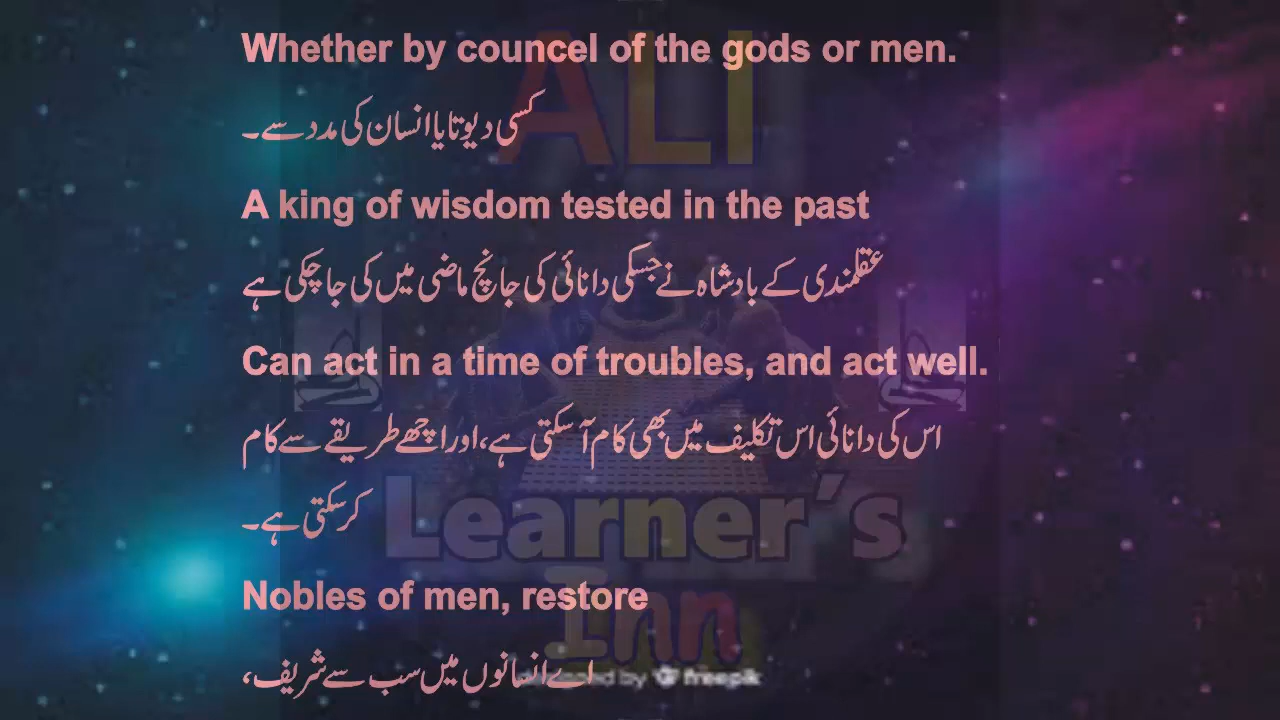 Whether by councel of the gods or men.
کسی دیوتا یا انسان کی مدد سے۔
A king of wisdom tested in the past
عقلمندی کے بادشاہ نے جسکی دانائی کی جانچ ماضی میں کی جا چکی ہے
Can act in a time of troubles, and act well.
اس کی دانائی اس تکلیف میں بھی کام آ سکتی ہے، اور اچھے طریقے سے کام
کر سکتی ہے۔
Nobles of men, restore
اے انسانوں میں سب سے شریف،
ALI
Learner's
Inn
by freepik